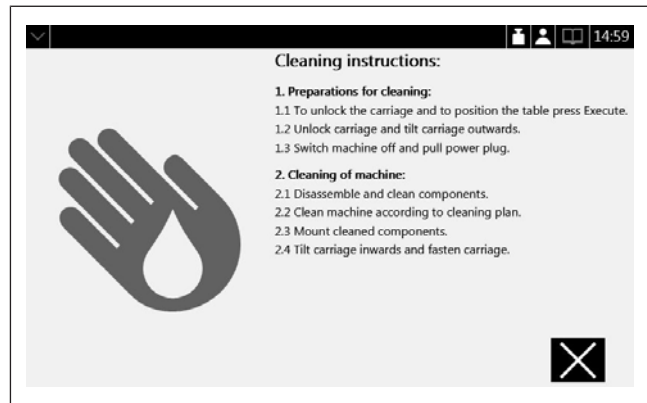 14:59
Cleaning instructions:
1. Preparations for cleaning:
1.1 To unlock the carriage and to position the table press Execute.
1.2 Unlock carriage and tilt carriage outwards.
1.3 Switch machine off and pull power plug.
2. Cleaning of machine:
2.1 Disassemble and clean components.
2.2 Clean machine according to cleaning plan.
2.3 Mount cleaned components.
2.4 Tilt carriage inwards and fasten carriage.